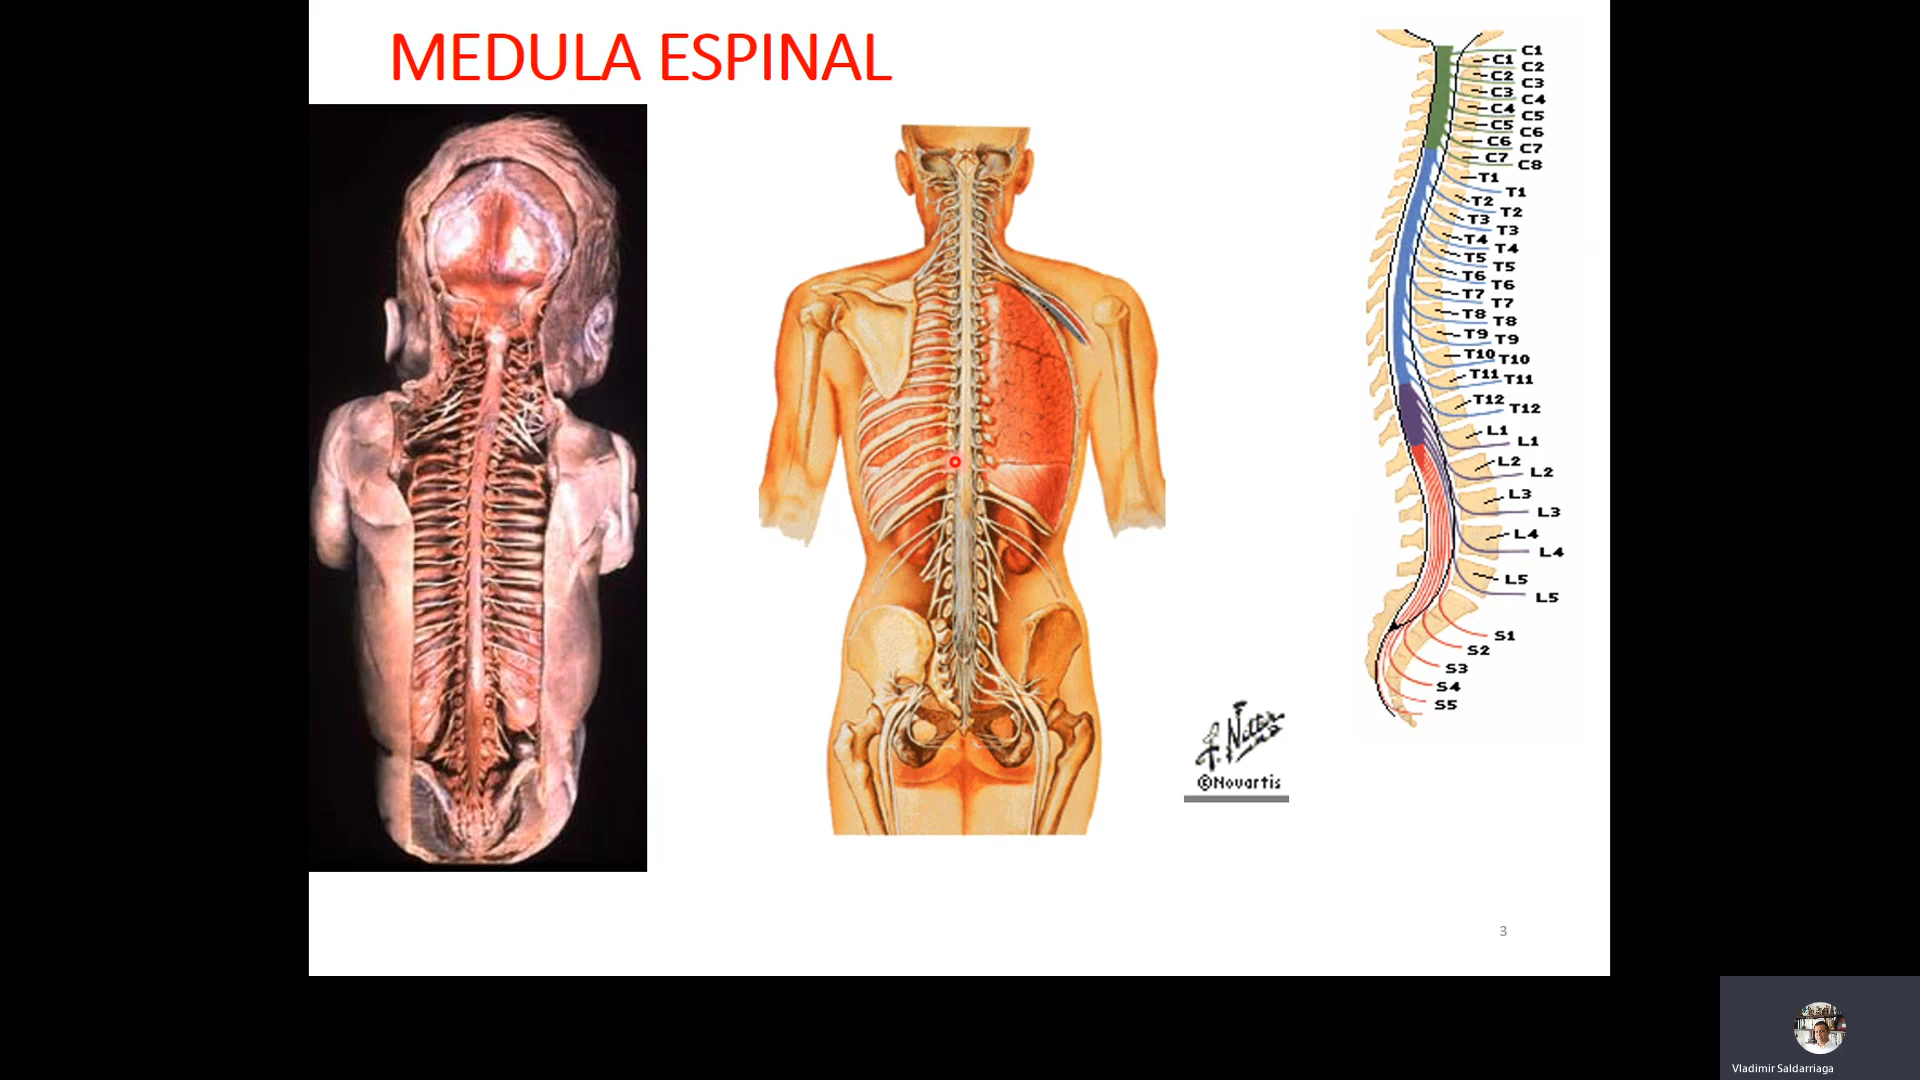 MEDULA ESPINAL
C1
C1
C2
C2
C3
C3
C4
C4
C5
C5
C6
C6
C7
C7
C8
T1
T1
T2
T2
T3
T3
T4
T4
T5
T5
T6
T6
T7
T7
T8
T8
T9
T9
T10
T10
T11
T11
T12
T12
L1
L1
L2
L2
L3
L3
L4
L4
L5
L5
S1
S2
S3
S4
S5
F. Netter
©Novartis
3
Vladimir Saldarriaga